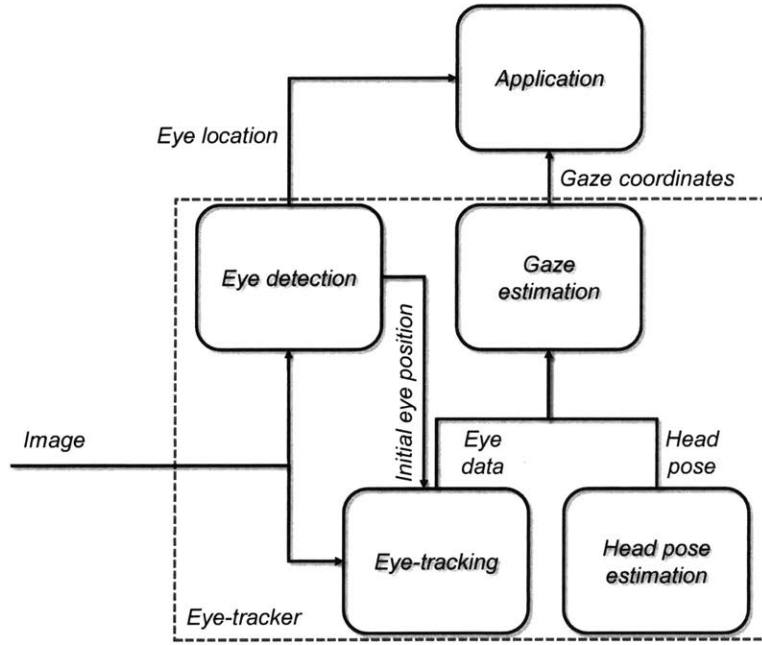 Application
Eye location
Gaze coordinates
Eye detection
Gaze
estimation
Initial eye position
Image
Eye
data
Head
pose
Eye-tracking
Head pose
estimation
Eye-tracker